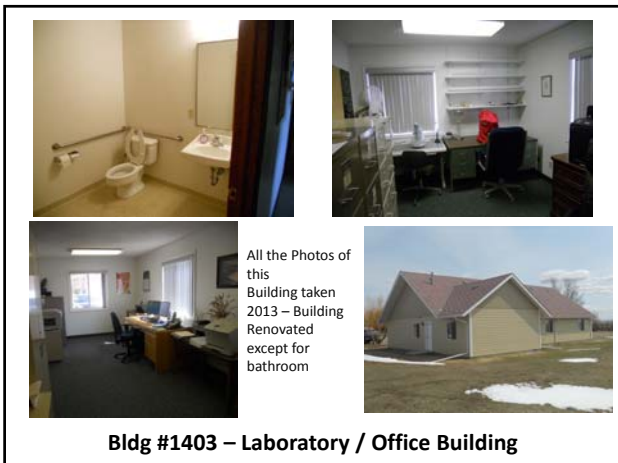 All the Photos of
this
Building taken
2013 – Building
Renovated
except for
bathroom
Bldg #1403 – Laboratory / Office Building